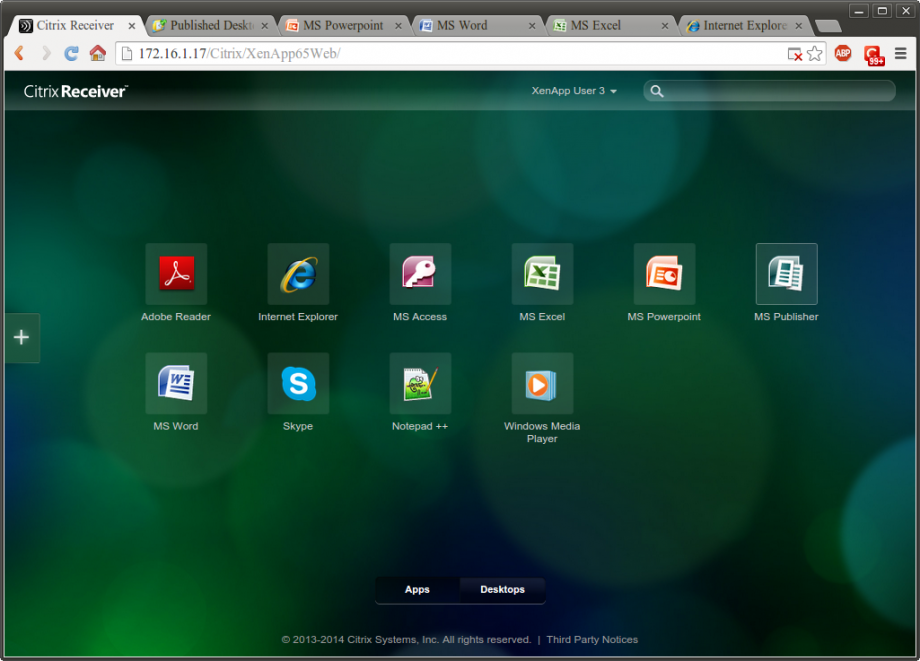 Citrix Receiver
Published Deskt
MS Powerpoint
MS Word
MS Excel
Internet Explore
172.16.1.17/Citrix/XenApp65Web/
ABP
99+
Citrix Receiver™
XenApp User 3
Adobe Reader
Internet Explorer
MS Access
MS Excel
MS Powerpoint
MS Publisher
MS Word
Skype
Notepad ++
Windows Media
Player
Apps
Desktops
© 2013-2014 Citrix Systems, Inc. All rights reserved. | Third Party Notices